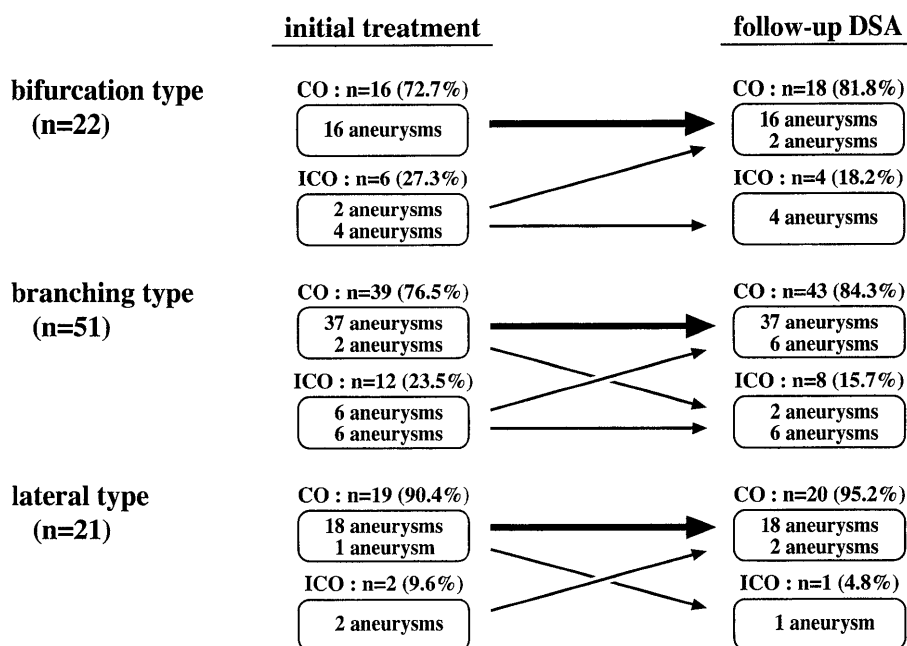 initial treatment
follow-up DSA
bifurcation type
(n=22)
CO : n=16 (72.7%)
16 aneurysms
ICO : n=6 (27.3%)
2 aneurysms
4 aneurysms
CO : n=18 (81.8%)
16 aneurysms
2 aneurysms
ICO : n=4 (18.2%)
4 aneurysms
branching type
(n=51)
CO : n=39 (76.5%)
37 aneurysms
2 aneurysms
ICO : n=12 (23.5%)
6 aneurysms
6 aneurysms
CO : n=43 (84.3%)
37 aneurysms
6 aneurysms
ICO : n=8 (15.7%)
2 aneurysms
6 aneurysms
lateral type
(n=21)
CO : n=19 (90.4%)
18 aneurysms
1 aneurysm
ICO : n=2 (9.6%)
2 aneurysms
CO : n=20 (95.2%)
18 aneurysms
2 aneurysms
ICO : n=1 (4.8%)
1 aneurysm